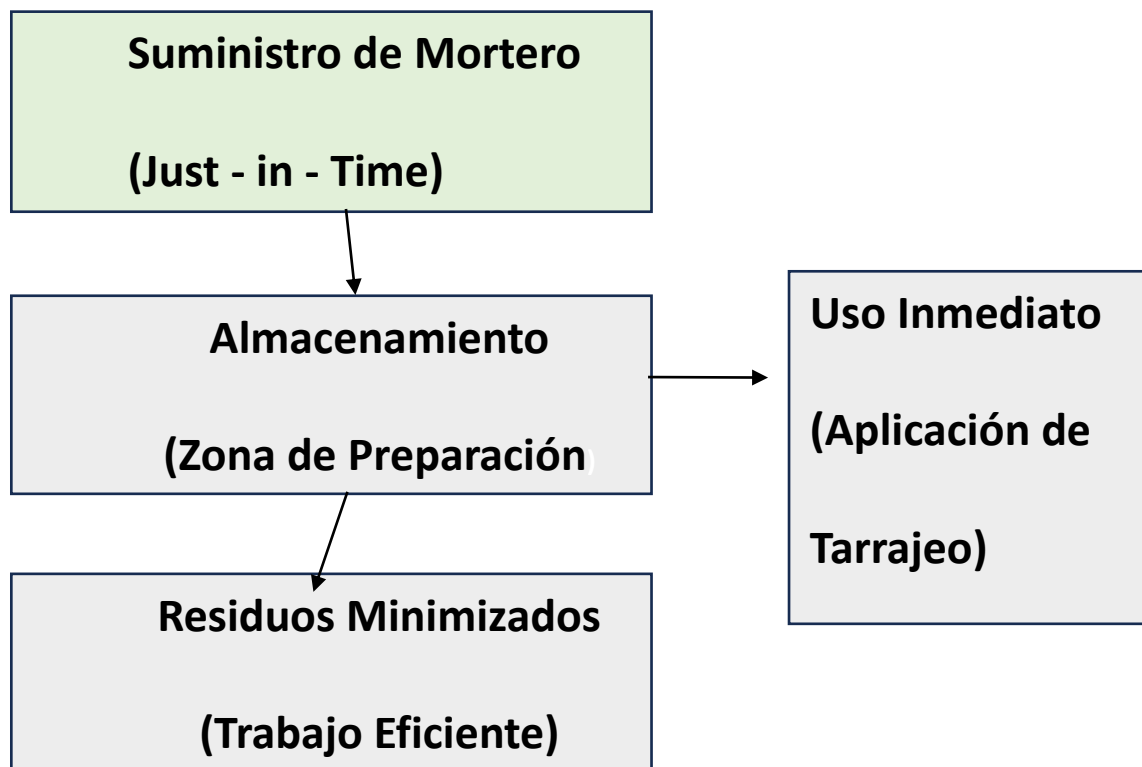 Suministro de Mortero
(Just - in - Time)
Almacenamiento
(Zona de Preparación)
Uso Inmediato
(Aplicación de
Tarrajeo)
Residuos Minimizados
(Trabajo Eficiente)